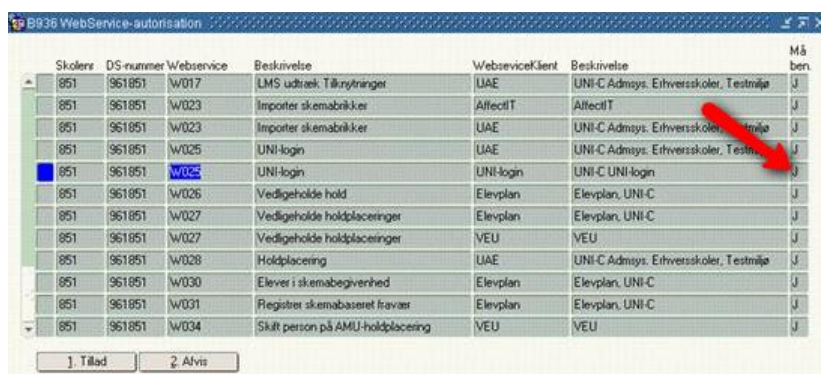 B936 WebService-autorisation
Må
Skolenr DS-nummer Webservice Beskrivelse WebseviceKlient Beskrivelse ben.
851 961851 W017 LMS udtræk Tilknytninger UAE UNI-C Admsys. Erhversskoler, Testmiljø J
851 961851 W023 Importer skemabrikker AffectIT AffectIT J
851 961851 W023 Importer skemabrikker UAE UNI-C Admsys. Erhversskoler, Testmiljø J
851 961851 W025 UNI-login UAE UNI-C Admsys. Erhversskoler, Testmiljø J
851 961851 W025 UNI-login UNI-login UNI-C UNI-login J
851 961851 W026 Vedligeholde hold Elevplan Elevplan, UNI-C J
851 961851 W027 Vedligeholde holdplaceringer Elevplan Elevplan, UNI-C J
851 961851 W027 Vedligeholde holdplaceringer VEU VEU J
851 961851 W028 Holdplacering UAE UNI-C Admsys. Erhversskoler, Testmiljø J
851 961851 W030 Elever i skemabegivenhed Elevplan Elevplan, UNI-C J
851 961851 W031 Registrer skemabaseret fravær Elevplan Elevplan, UNI-C J
851 961851 W034 Skift person på AMU-holdplacering VEU VEU J
1. Tillad 2. Afvis